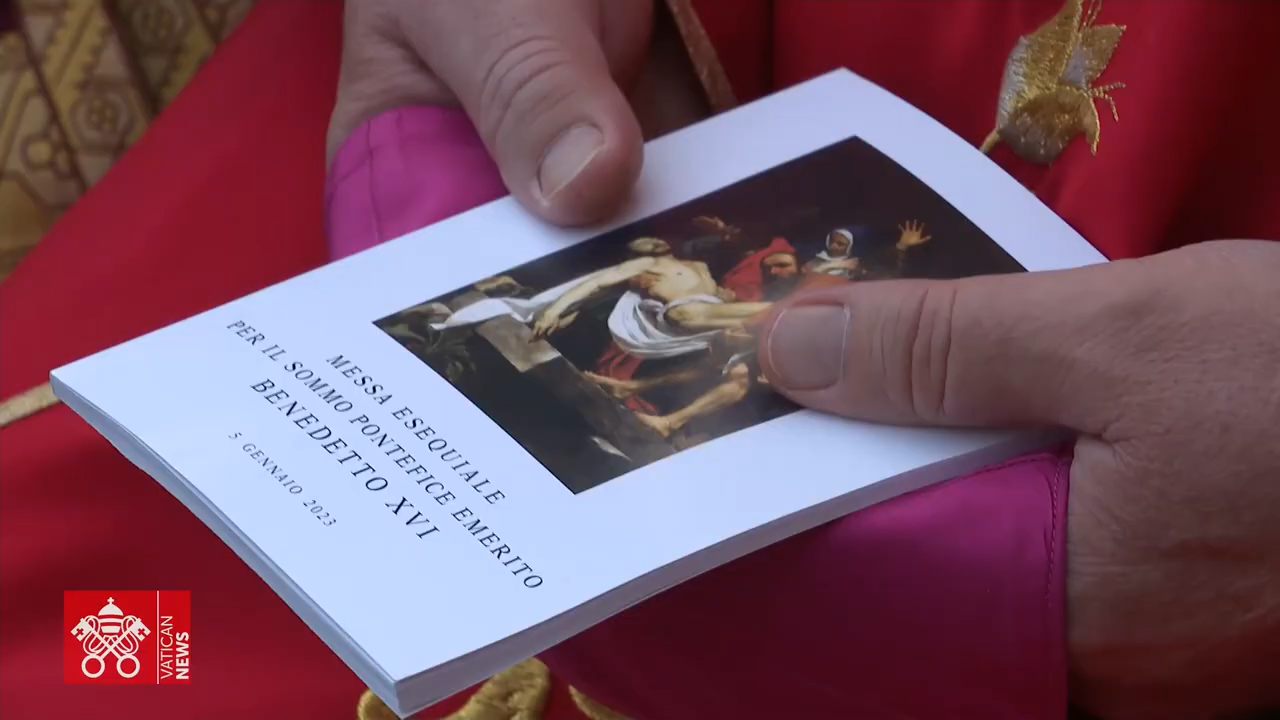 MESSA ESEQUIALE
PER IL SOMMO PONTEFICE EMERITO
BENEDETTO XVI
5 GENNAIO 2023
VATICAN
NEWS